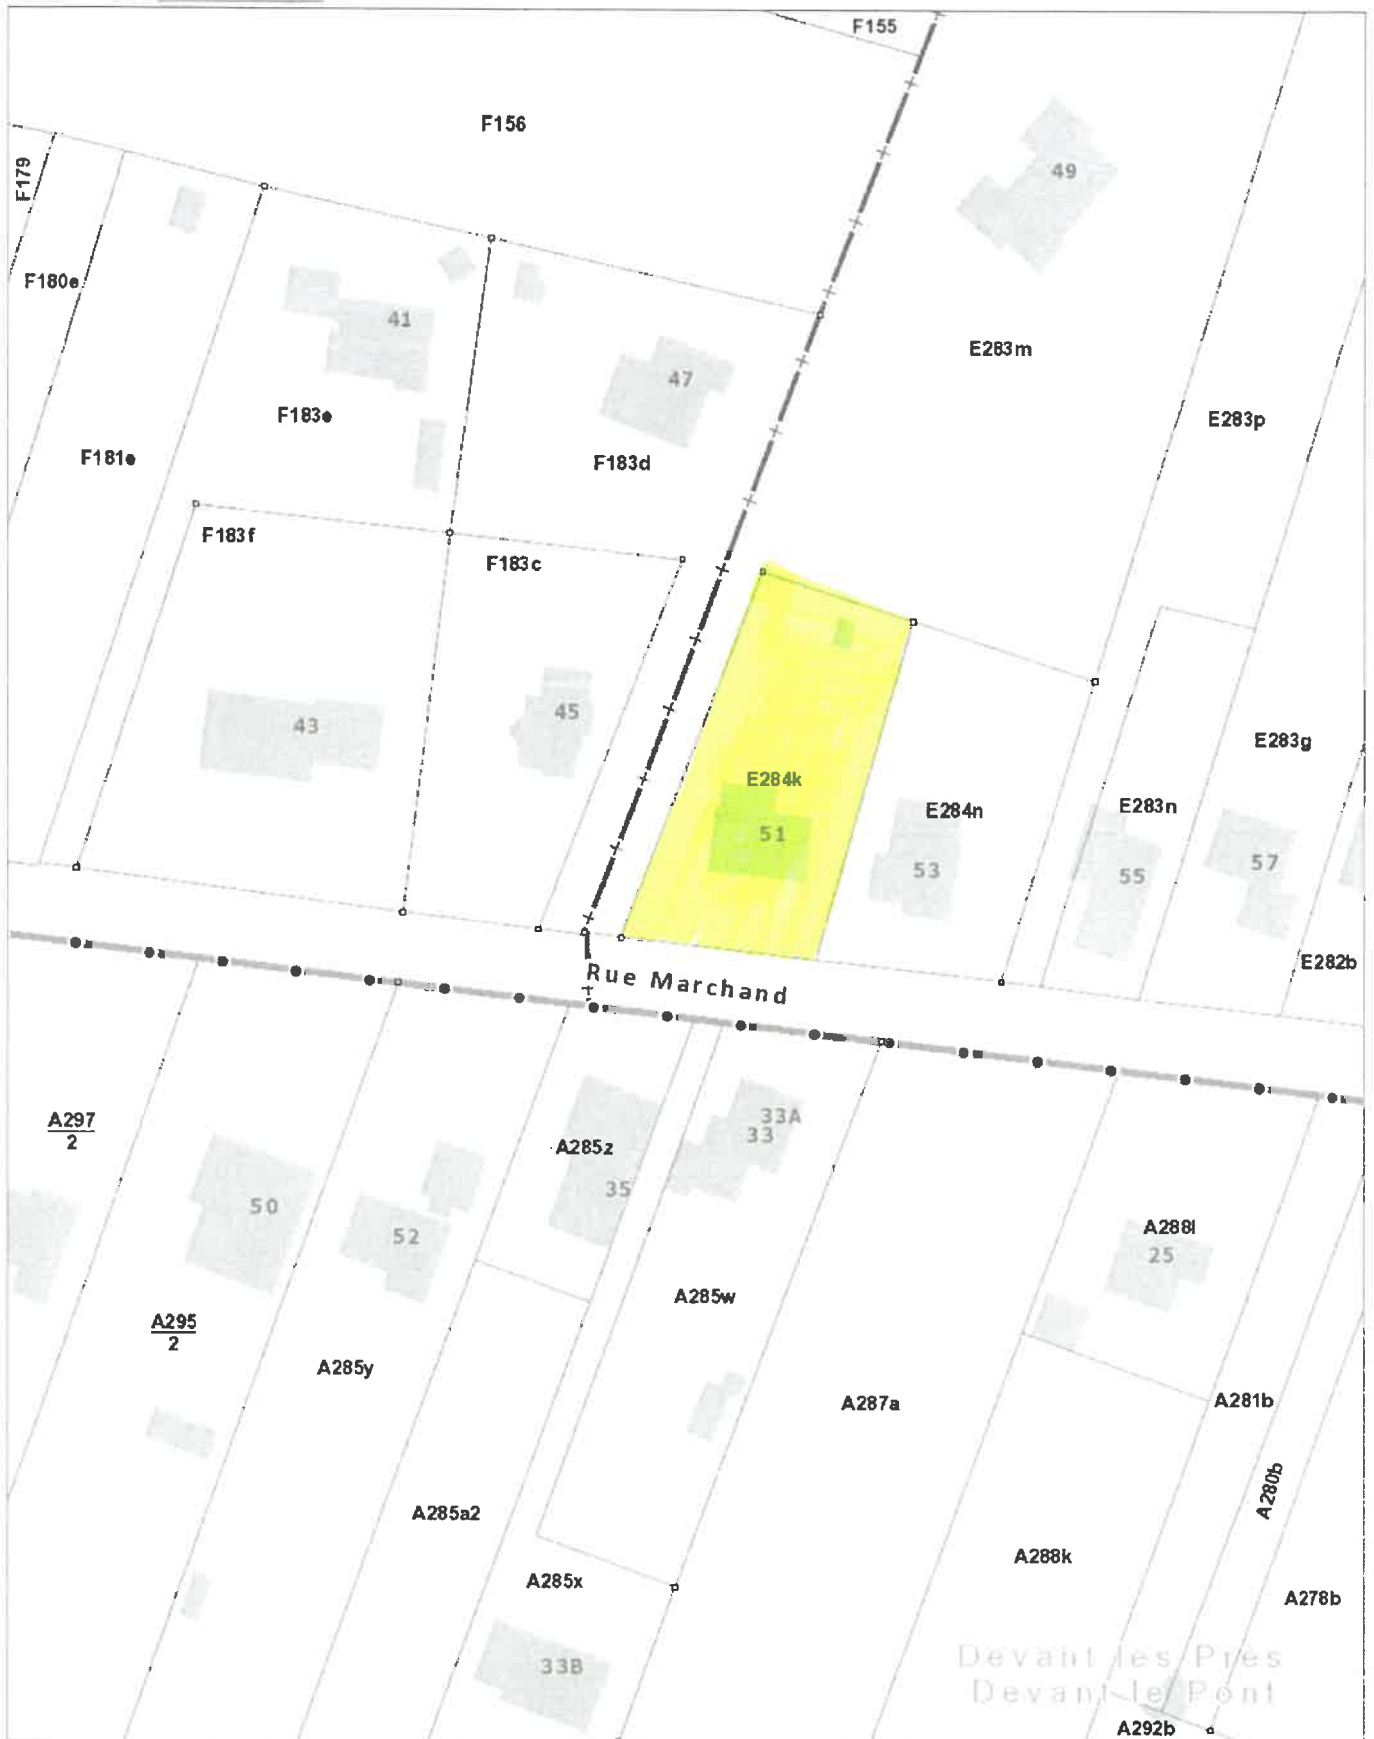 F155
F156
49
F179
F180e
41
47
E283m
F183e
F183d
E283p
F181e
F183f
F183c
43
45
E283g
E284k
E284n
E283n
51
53
55
57
E282b
Rue Marchand
A297
2
33A
33
A285z
35
50
52
A288l
25
A285w
A295
2
A285y
A287a
A281b
A280b
A285a2
A288k
A285x
A278b
33B
Devant les Prés
Devant le Pont
A292b